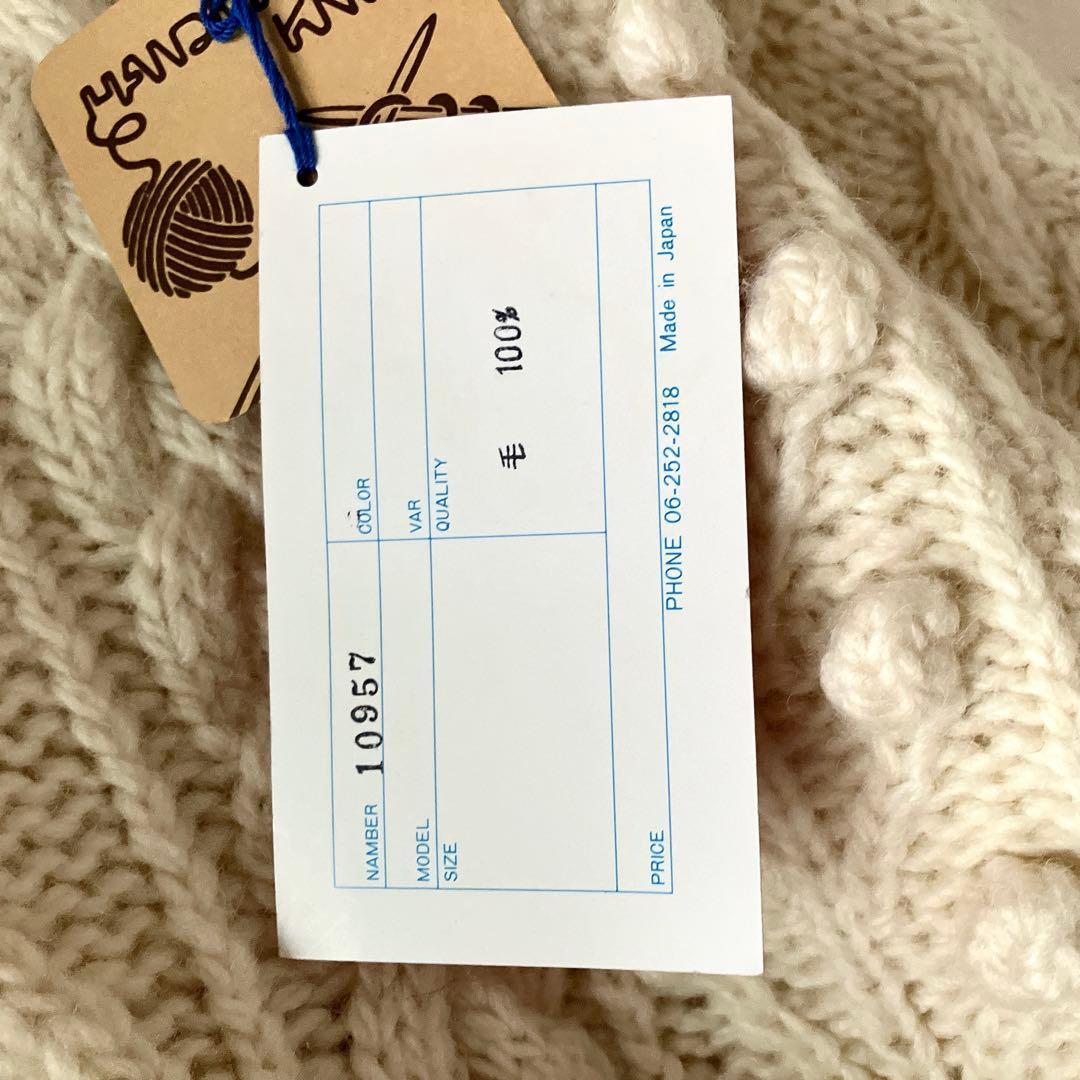 NAMBER 10957 COLOR
MODEL VAR
SIZE QUALITY
毛 100%
PRICE
PHONE 06-252-2818 Made in Japan